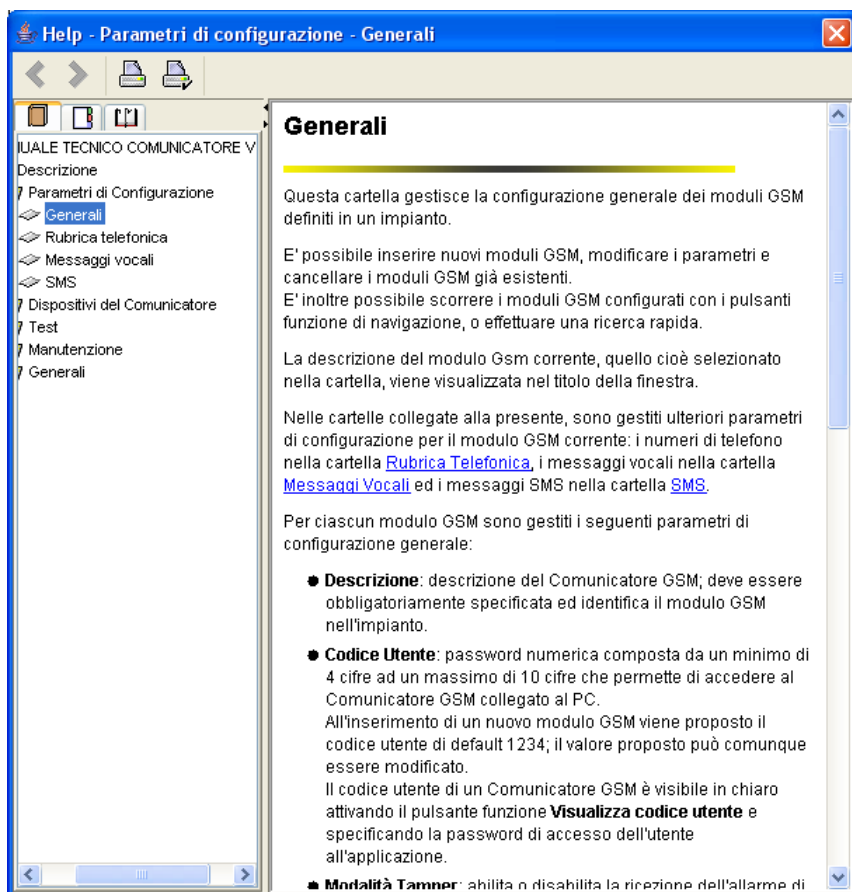 Help - Parametri di configurazione - Generali
IUALE TECNICO COMUNICATORE V
Descrizione
Parametri di Configurazione
Generali
Rubrica telefonica
Messaggi vocali
SMS
Dispositivi del Comunicatore
Test
Manutenzione
Generali
Generali
Questa cartella gestisce la configurazione generale dei moduli GSM
definiti in un impianto.
E' possibile inserire nuovi moduli GSM, modificare i parametri e
cancellare i moduli GSM già esistenti.
E' inoltre possibile scorrere i moduli GSM configurati con i pulsanti
funzione di navigazione, o effettuare una ricerca rapida.
La descrizione del modulo Gsm corrente, quello cioè selezionato
nella cartella, viene visualizzata nel titolo della finestra.
Nelle cartelle collegate alla presente, sono gestiti ulteriori parametri
di configurazione per il modulo GSM corrente: i numeri di telefono
nella cartella Rubrica Telefonica, i messaggi vocali nella cartella
Messaggi Vocali ed i messaggi SMS nella cartella SMS.
Per ciascun modulo GSM sono gestiti i seguenti parametri di
configurazione generale:
Descrizione: descrizione del Comunicatore GSM; deve essere
obbligatoriamente specificata ed identifica il modulo GSM
nell'impianto.
Codice Utente: password numerica composta da un minimo di
4 cifre ad un massimo di 10 cifre che permette di accedere al
Comunicatore GSM collegato al PC.
All'inserimento di un nuovo modulo GSM viene proposto il
codice utente di default 1234; il valore proposto può comunque
essere modificato.
Il codice utente di un Comunicatore GSM è visibile in chiaro
attivando il pulsante funzione Visualizza codice utente e
specificando la password di accesso dell'utente
all'applicazione.
Modalità Tamper: abilita o disabilita la ricezione dell'allarme di